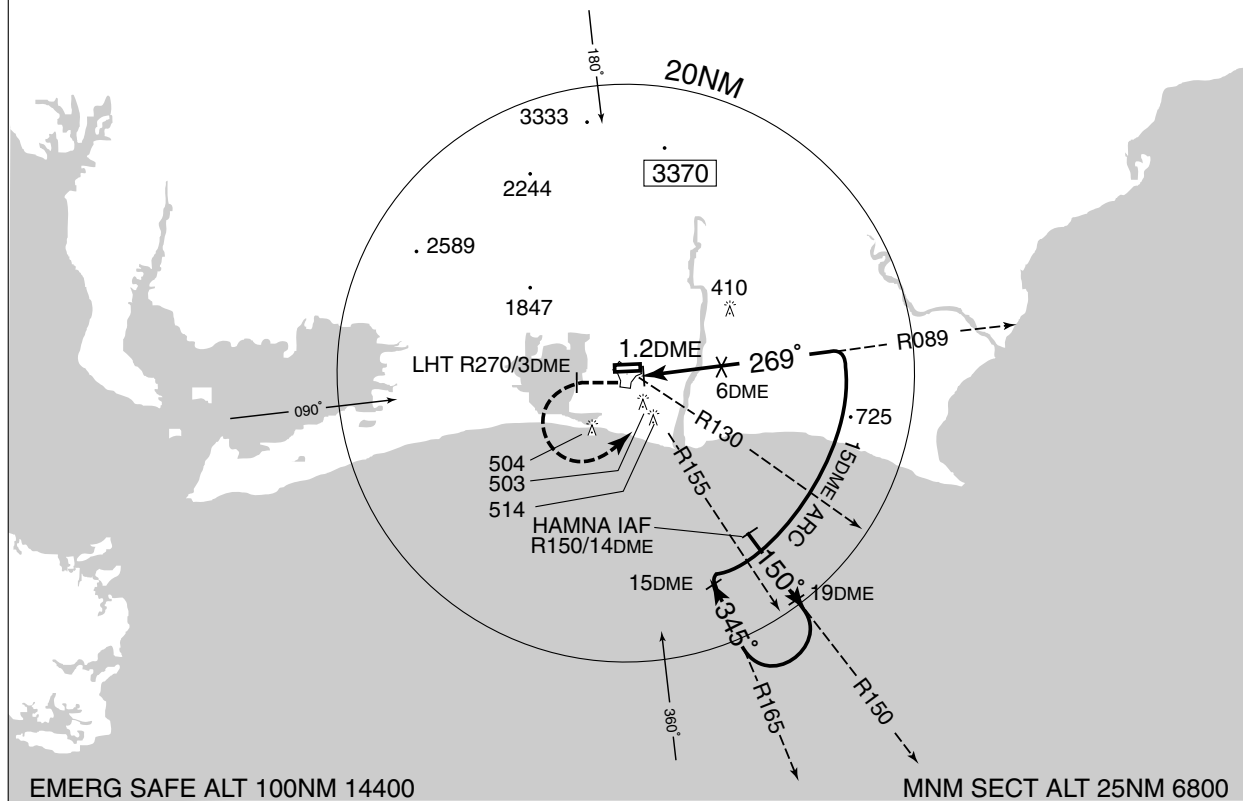 180°
20NM
3333
3370
2244
2589
410
1847
1.2DME
R089
LHT R270/3DME
269°
6DME
090°
R130
725
R155
15DME ARC
504
503
514
HAMNA IAF
R150/14DME
150°
15DME
19DME
345°
360°
R165
R150
EMERG SAFE ALT 100NM 14400
MNM SECT ALT 25NM 6800